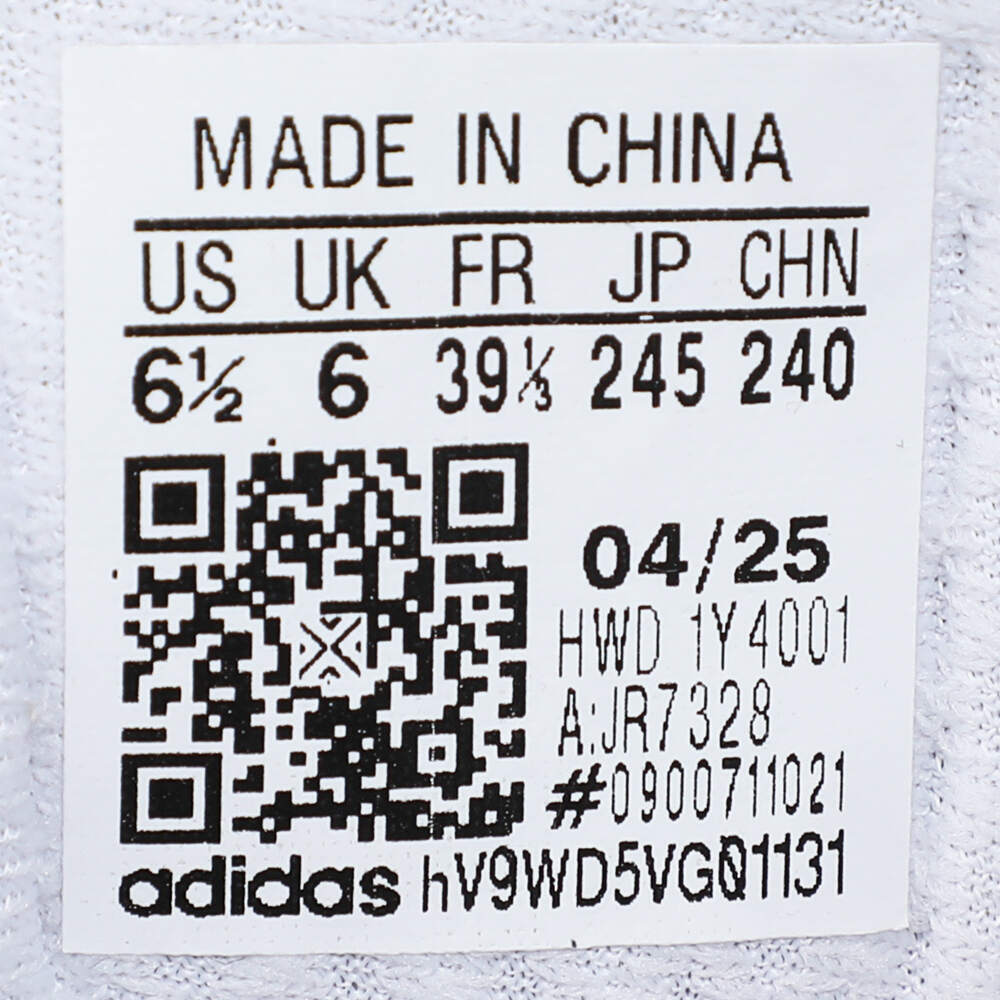 MADE IN CHINA
US UK FR JP CHN
6½ 6 39⅓ 245 240
04/25
HWD 1Y4001
A:JR7328
#0900711021
adidas hV9WD5VG01131